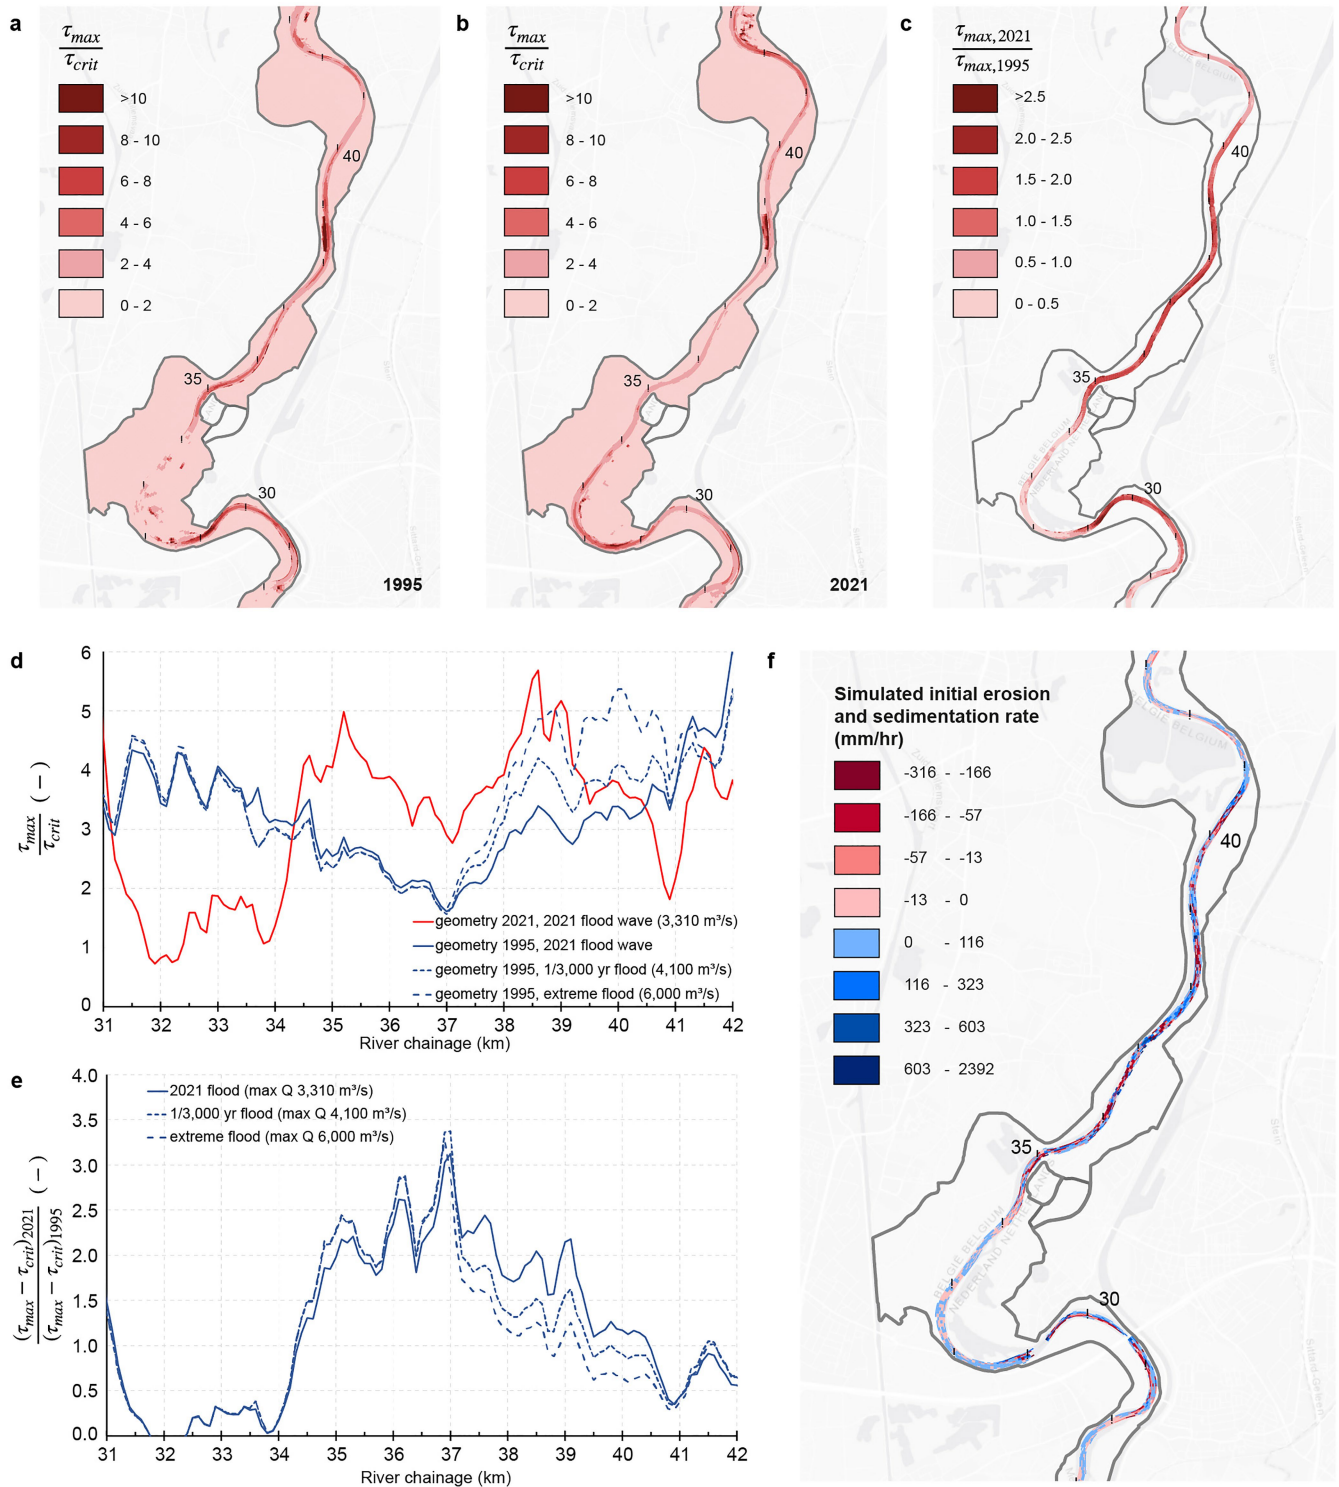 a
τmax
τcrit
>10
8 - 10
6 - 8
4 - 6
2 - 4
0 - 2
40
35
30
1995
b
τmax
τcrit
>10
8 - 10
6 - 8
4 - 6
2 - 4
0 - 2
40
35
30
2021
c
τmax,2021
τmax,1995
>2.5
2.0 - 2.5
1.5 - 2.0
1.0 - 1.5
0.5 - 1.0
0 - 0.5
40
35
30
BELGIE BELGIUM
d
τmax
τcrit
(−)
6
5
4
3
2
1
0
geometry 2021, 2021 flood wave (3,310 m³/s)
geometry 1995, 2021 flood wave
geometry 1995, 1/3,000 yr flood (4,100 m³/s)
geometry 1995, extreme flood (6,000 m³/s)
31 32 33 34 35 36 37 38 39 40 41 42
River chainage (km)
e
(τmax − τcrit)2021
(τmax − τcrit)1995
(−)
4.0
3.5
3.0
2.5
2.0
1.5
1.0
0.5
0.0
2021 flood (max Q 3,310 m³/s)
1/3,000 yr flood (max Q 4,100 m³/s)
extreme flood (max Q 6,000 m³/s)
31 32 33 34 35 36 37 38 39 40 41 42
River chainage (km)
f
Simulated initial erosion
and sedimentation rate
(mm/hr)
-316 - -166
-166 - -57
-57 - -13
-13 - 0
0 - 116
116 - 323
323 - 603
603 - 2392
40
35
30
BELGIE BELGIUM
BELGIE BELGIUM
Stein
Sittard-Geleen